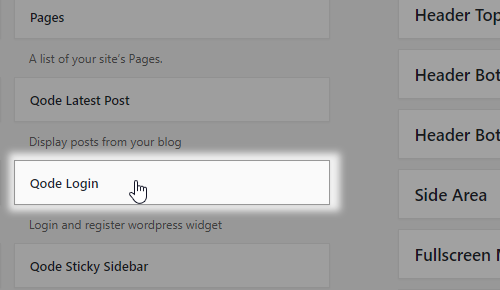 Pages
A list of your site's Pages.
Qode Latest Post
Display posts from your blog
Qode Login
Login and register wordpress widget
Qode Sticky Sidebar
Header Top
Header Bot
Header Bot
Side Area
Fullscreen M